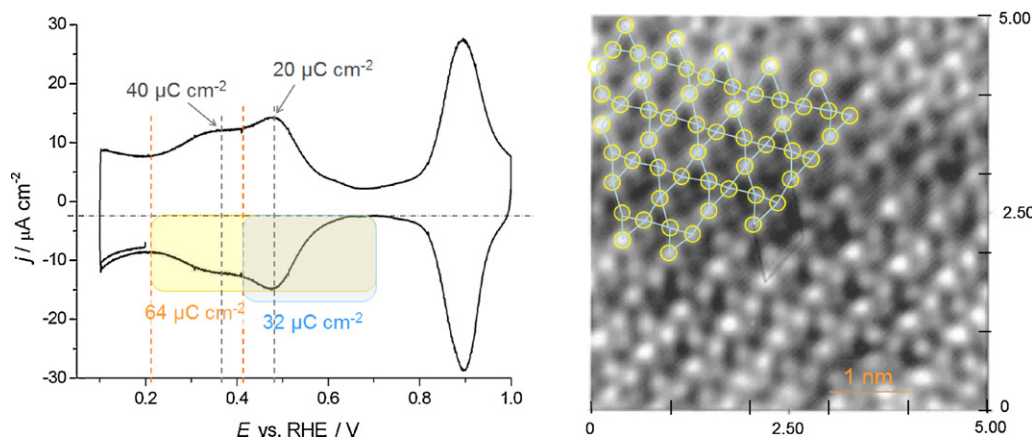 30
20
10
0
-10
-20
-30
j / µA cm-2
40 µC cm-2
20 µC cm-2
64 µC cm-2
32 µC cm-2
0.2
0.4
0.6
0.8
1.0
E vs. RHE / V
5.00
2.50
0
1 nm
0
2.50
5.00